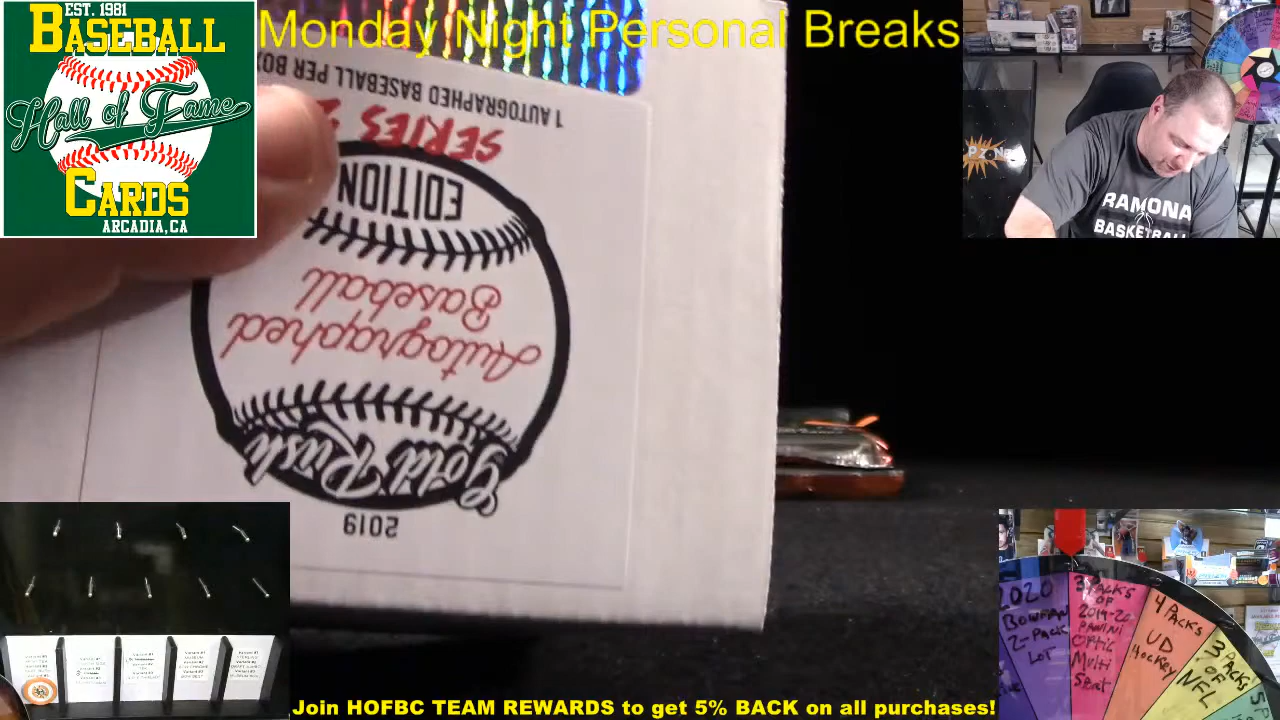 EST. 1981
BASEBALL
Hall of Fame
CARDS
ARCADIA, CA
Monday Night Personal Breaks
1 AUTOGRAPHED BASEBALL PER BOX
SERIES
EDITION
Autographed
Baseball
Gold Rush
2019
RAMONA
BASKETBALL
2020
BOWMAN
2-PACK
LOT
3 PACKS
OF
2019-20
PANINI
OPTIC
MULTI
SPORT
4 PACKS
UD
HOCKEY
3 PACKS
OF
NFL
Join HOFBC TEAM REWARDS to get 5% BACK on all purchases!